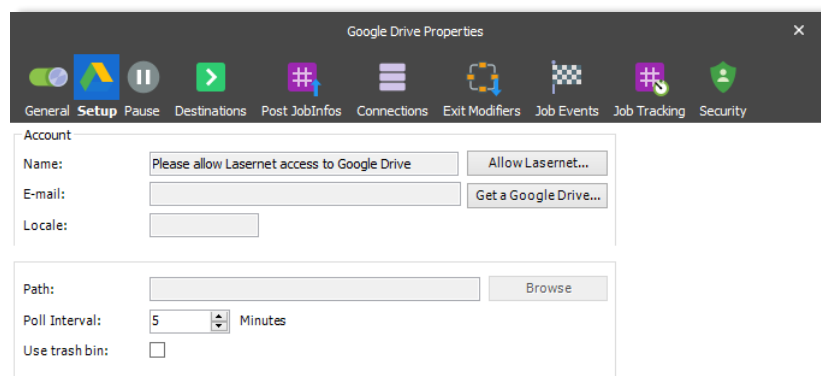 Google Drive Properties
General Setup Pause Destinations Post JobInfos Connections Exit Modifiers Job Events Job Tracking Security
Account
Name: Please allow Lasernet access to Google Drive Allow Lasernet...
E-mail: Get a Google Drive...
Locale:
Path: Browse
Poll Interval: 5 Minutes
Use trash bin: